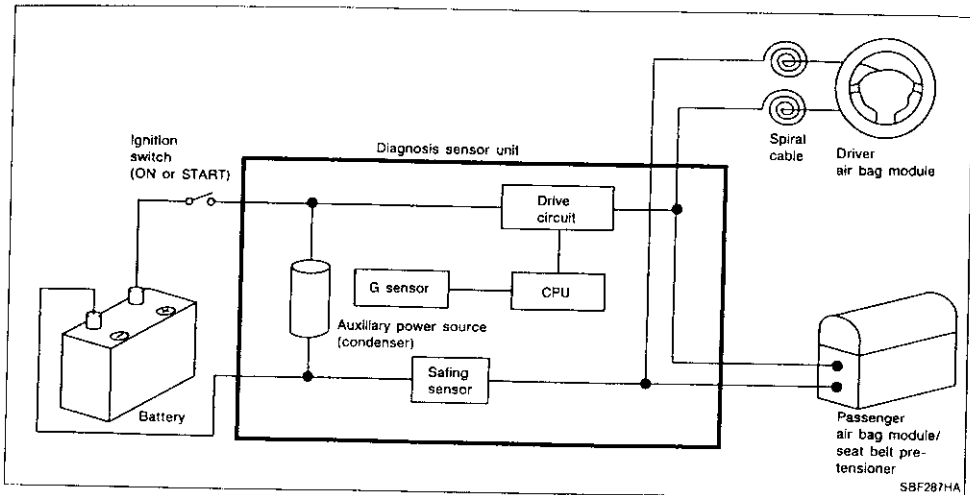 Ignition
switch
(ON or START)
Diagnosis sensor unit
Spiral
cable
Driver
air bag module
Drive
circuit
G sensor
CPU
Auxiliary power source
(condenser)
Safing
sensor
Battery
Passenger
air bag module/
seat belt pre-
tensioner
SBF287HA